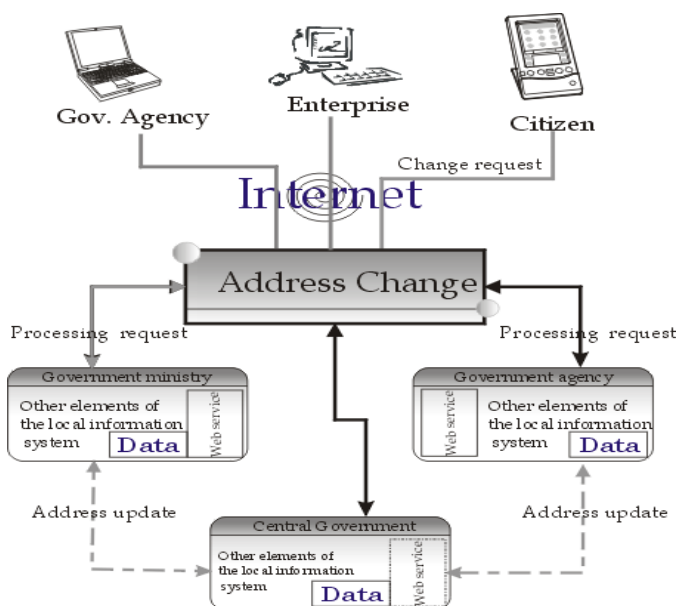 Gov. Agency
Enterprise
Citizen
Change request
Internet
Address Change
Processing request
Processing request
Government ministry
Other elements of
the local information
system
Data
Web service
Government agency
Web service
Other elements of
the local information
system
Data
Address update
Address update
Central Government
Other elements of
the local information
system
Data
Web service